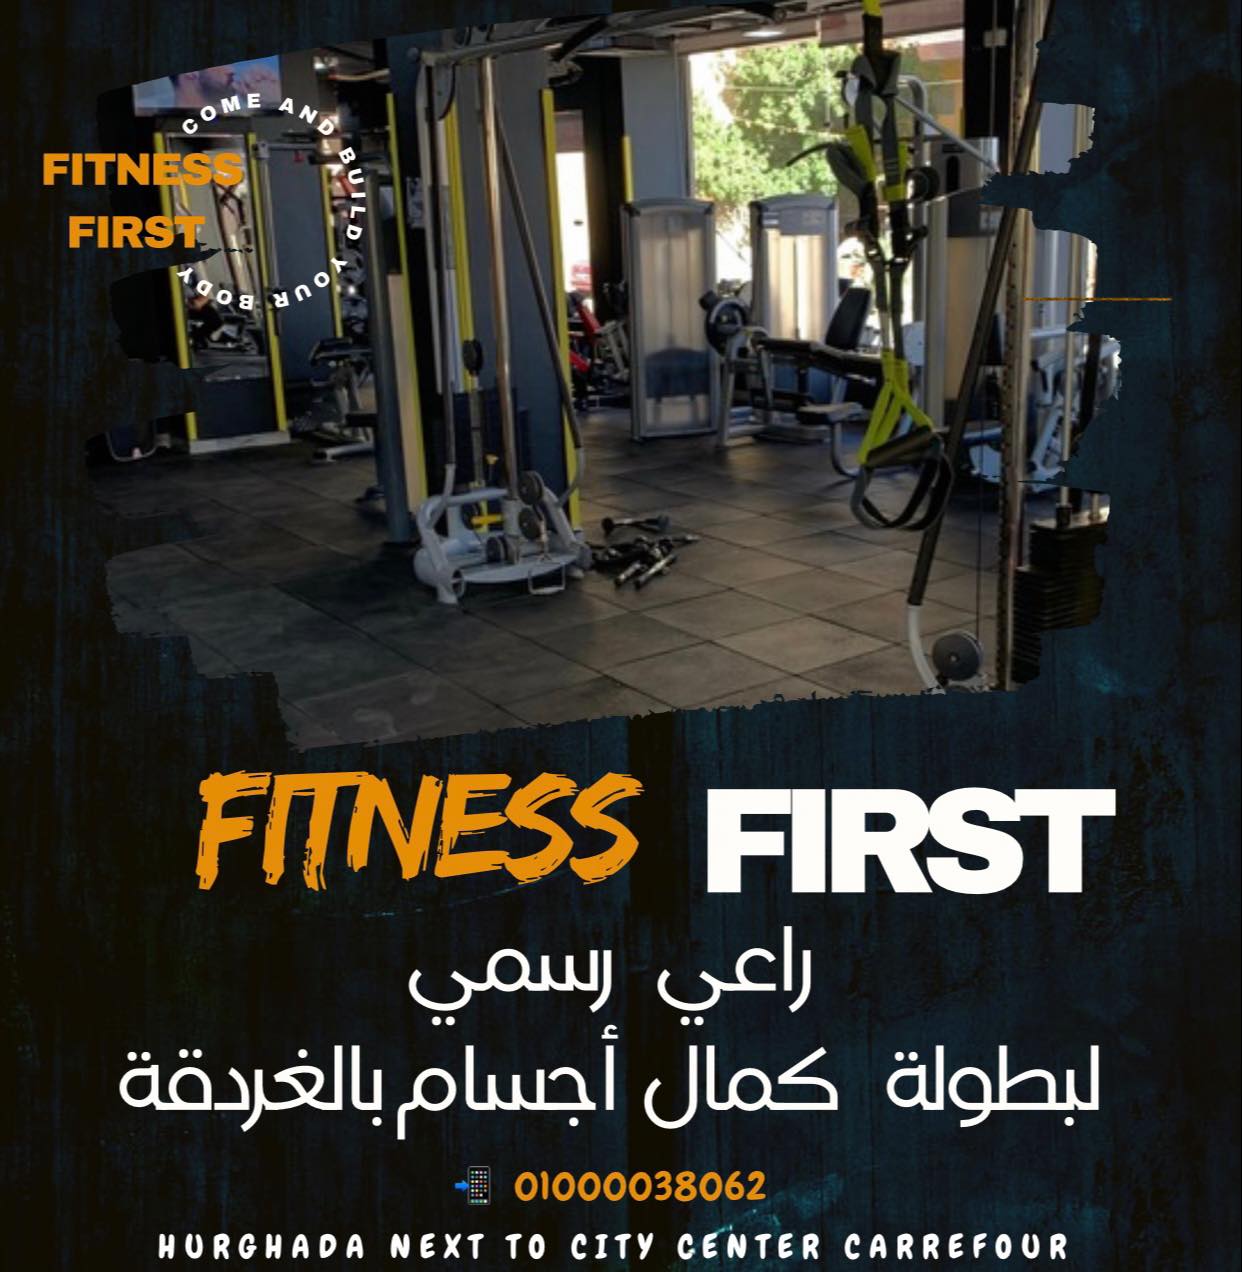 COME AND BUILD YOUR BODY
FITNESS
FIRST
FITNESS FIRST
راعي رسمي
لبطولة كمال أجسام بالغردقة
01000038062
HURGHADA NEXT TO CITY CENTER CARREFOUR